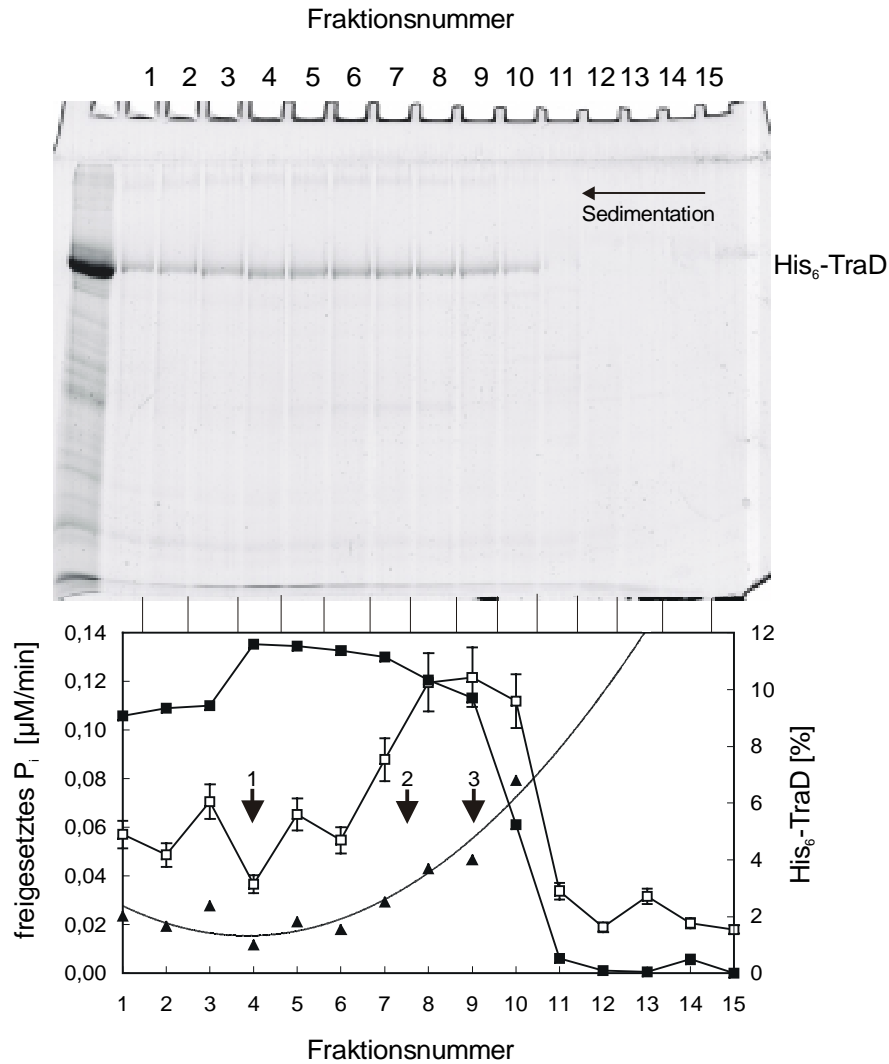 Fraktionsnummer
1 2 3 4 5 6 7 8 9 10 11 12 13 14 15
Sedimentation
His₆-TraD
0,14
0,12
0,10
0,08
0,06
0,04
0,02
0,00
freigesetztes Pᵢ [µM/min]
1 2 3
12
10
8
6
4
2
0
His₆-TraD [%]
1 2 3 4 5 6 7 8 9 10 11 12 13 14 15
Fraktionsnummer